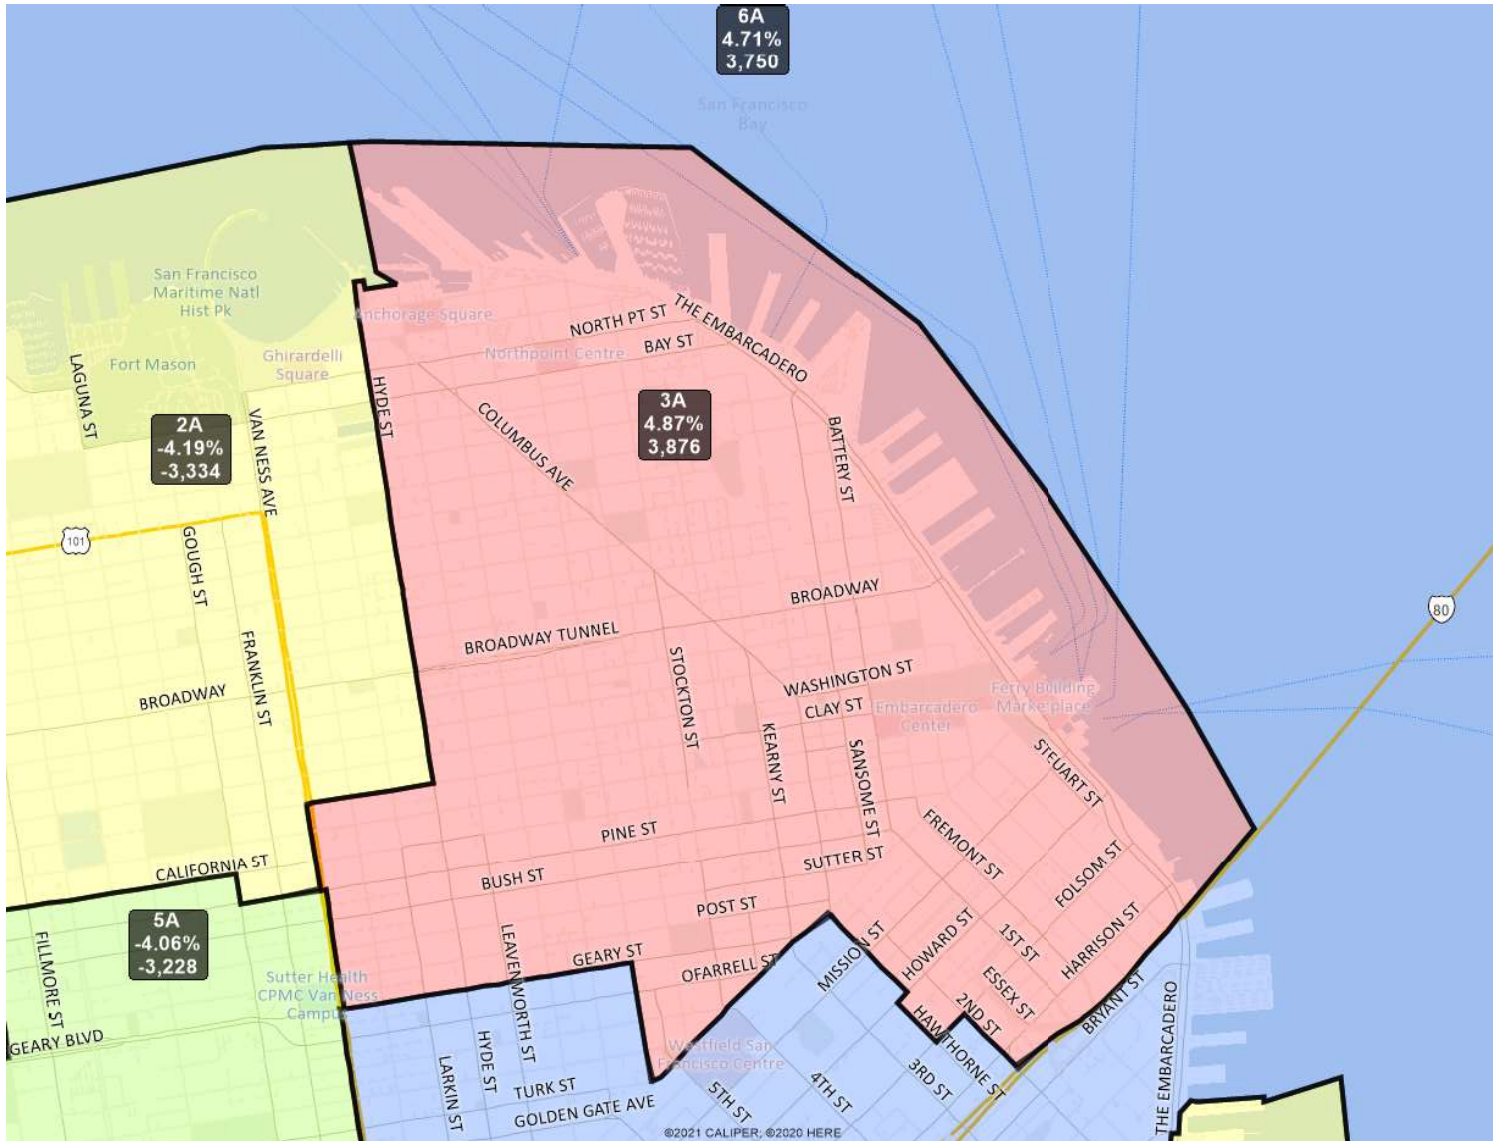 6A
4.71%
3,750
San Francisco
Bay
San Francisco
Maritime Natl
Hist Pk
Anchorage Square
NORTH PT ST
THE EMBARCADERO
BAY ST
Northpoint Centre
Ghirardelli
Square
Fort Mason
LAGUNA ST
HYDE ST
VAN NESS AVE
2A
-4.19%
-3,334
3A
4.87%
3,876
COLUMBUS AVE
BATTERY ST
101
GOUGH ST
BROADWAY
80
BROADWAY TUNNEL
FRANKLIN ST
STOCKTON ST
WASHINGTON ST
CLAY ST
Embarcadero
Center
Ferry Building
Marketplace
BROADWAY
KEARNY ST
SANSOME ST
STEUART ST
PINE ST
SUTTER ST
FREMONT ST
FOLSOM ST
CALIFORNIA ST
BUSH ST
POST ST
5A
-4.06%
-3,228
FILLMORE ST
GEARY ST
OFARRELL ST
LEAVENWORTH ST
MISSION ST
HOWARD ST
1ST ST
HARRISON ST
ESSEX ST
2ND ST
BRYANT ST
Sutter Health
CPMC Van Ness
Campus
GEARY BLVD
HAWTHORNE ST
Westfield San
Francisco Centre
HYDE ST
LARKIN ST
TURK ST
GOLDEN GATE AVE
5TH ST
4TH ST
3RD ST
THE EMBARCADERO
©2021 CALIPER; ©2020 HERE